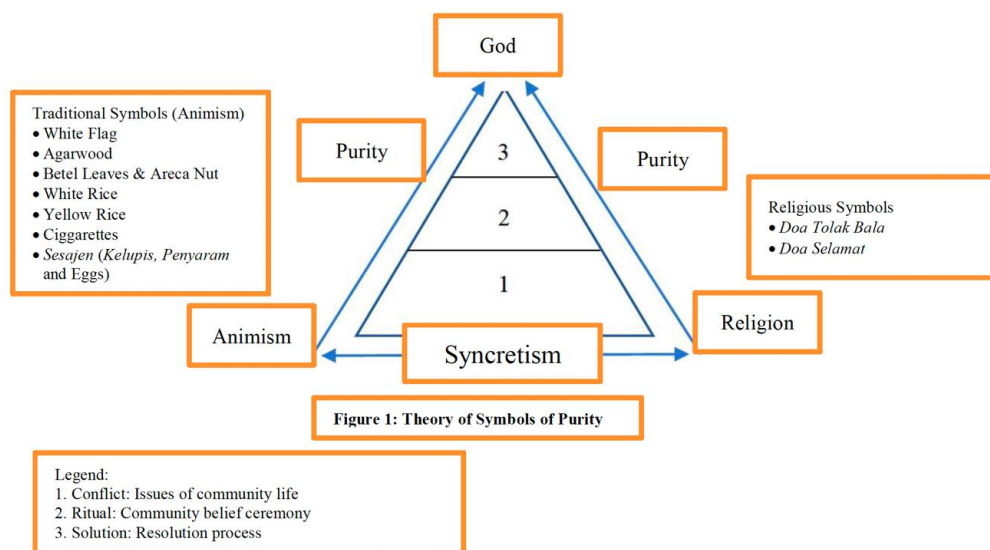 God
Traditional Symbols (Animism)
• White Flag
• Agarwood
• Betel Leaves & Areca Nut
• White Rice
• Yellow Rice
• Ciggarettes
• Sesajen (Kelupis, Penyaram
and Eggs)
Purity
Purity
3
2
1
Religious Symbols
• Doa Tolak Bala
• Doa Selamat
Animism
Syncretism
Religion
Figure 1: Theory of Symbols of Purity
Legend:
1. Conflict: Issues of community life
2. Ritual: Community belief ceremony
3. Solution: Resolution process